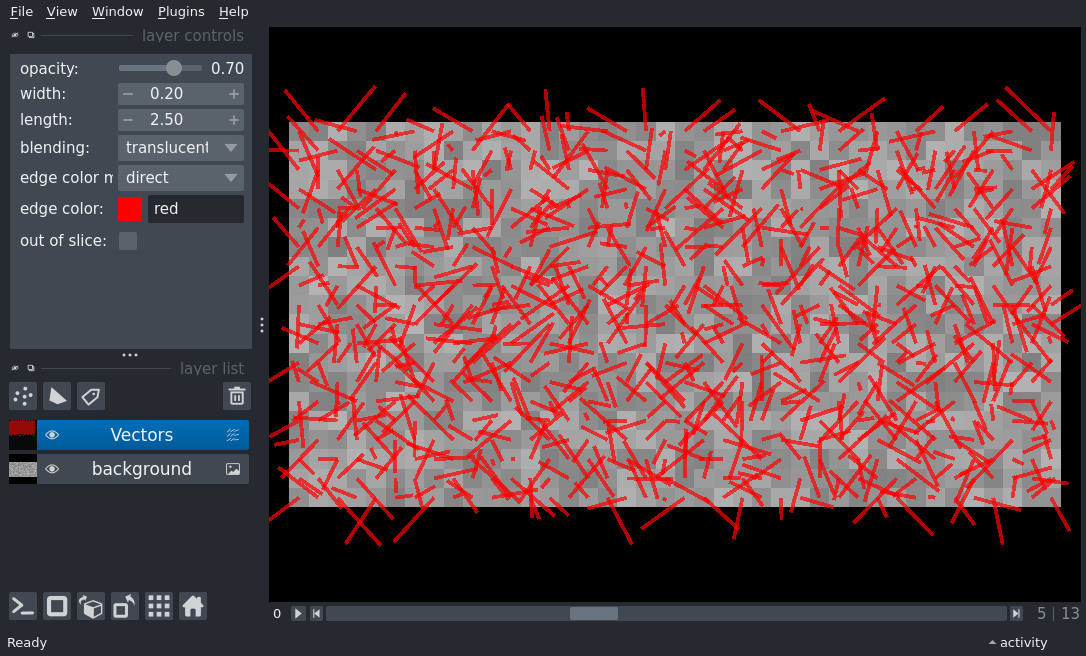 File View Window Plugins Help
layer controls
opacity: 0.70
width: − 0.20 +
length: − 2.50 +
blending: translucent
edge color m direct
edge color: red
out of slice:
layer list
Vectors
background
0 5 | 13
Ready activity